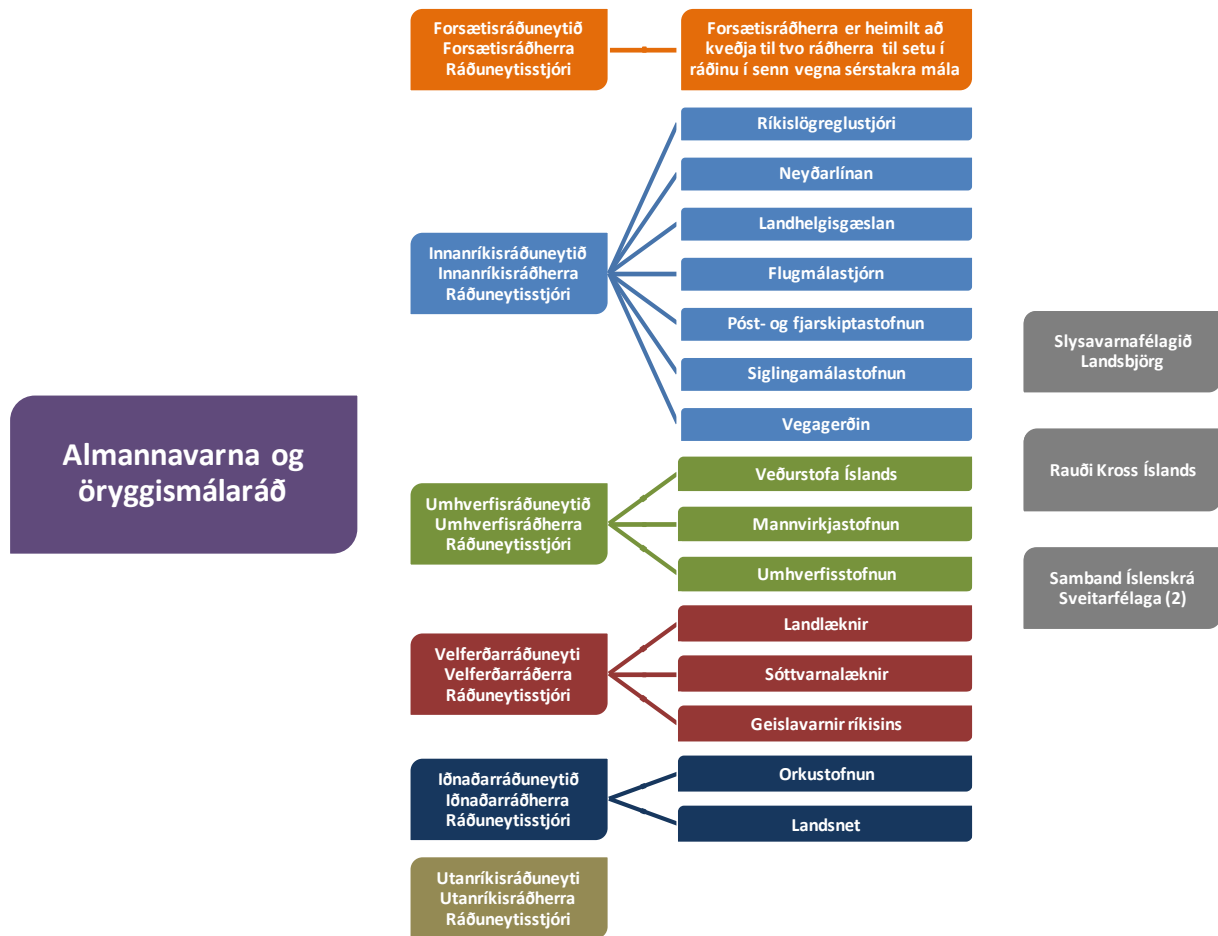 Forsætisráðuneytið
Forsætisráðherra
Ráðuneytisstjóri
Forsætisráðherra er heimilt að
kveðja til tvo ráðherra til setu í
ráðinu í senn vegna sérstakra mála
Ríkislögreglustjóri
Neyðarlínan
Landhelgisgæslan
Innanríkisráðuneytið
Innanríkisráðherra
Ráðuneytisstjóri
Flugmálastjórn
Póst- og fjarskiptastofnun
Siglingamálastofnun
Vegagerðin
Slysavarnafélagið
Landsbjörg
Almannavarna og
öryggismálaráð
Rauði Kross Íslands
Umhverfisráðuneytið
Umhverfisráðherra
Ráðuneytisstjóri
Veðurstofa Íslands
Mannvirkjastofnun
Umhverfisstofnun
Samband Íslenskrá
Sveitarfélaga (2)
Velferðarráðuneyti
Velferðarráðerra
Ráðuneytisstjóri
Landlæknir
Sóttvarnalæknir
Geislavarnir ríkisins
Iðnaðarráðuneytið
Iðnaðarráðherra
Ráðuneytisstjóri
Orkustofnun
Landsnet
Utanríkisráðuneyti
Utanríkisráðherra
Ráðuneytisstjóri